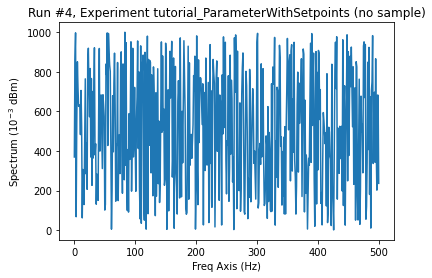 Run #4, Experiment tutorial_ParameterWithSetpoints (no sample)
1000
800
600
400
200
0
Spectrum (10⁻³ dBm)
0 100 200 300 400 500
Freq Axis (Hz)